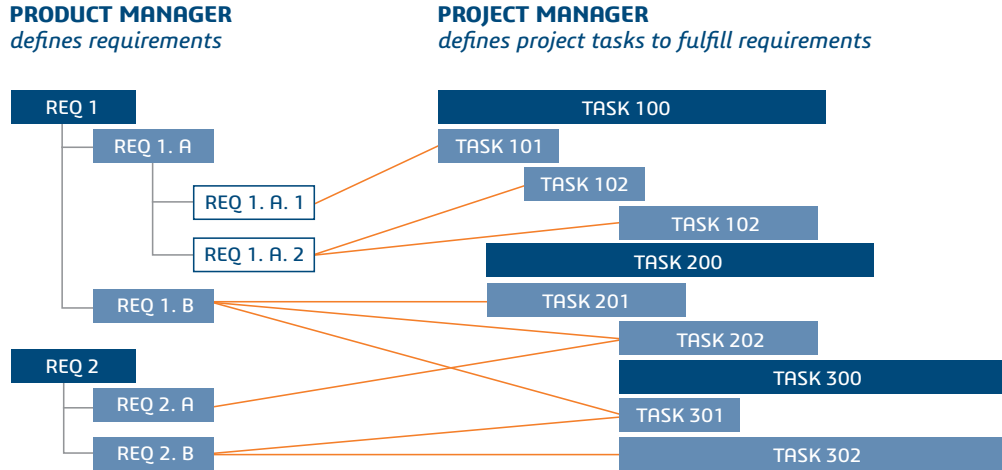 PRODUCT MANAGER
defines requirements
REQ 1
REQ 1. A
REQ 1. A. 1
REQ 1. A. 2
REQ 1. B
REQ 2
REQ 2. A
REQ 2. B
PROJECT MANAGER
defines project tasks to fulfill requirements
TASK 100
TASK 101
TASK 102
TASK 102
TASK 200
TASK 201
TASK 202
TASK 300
TASK 301
TASK 302